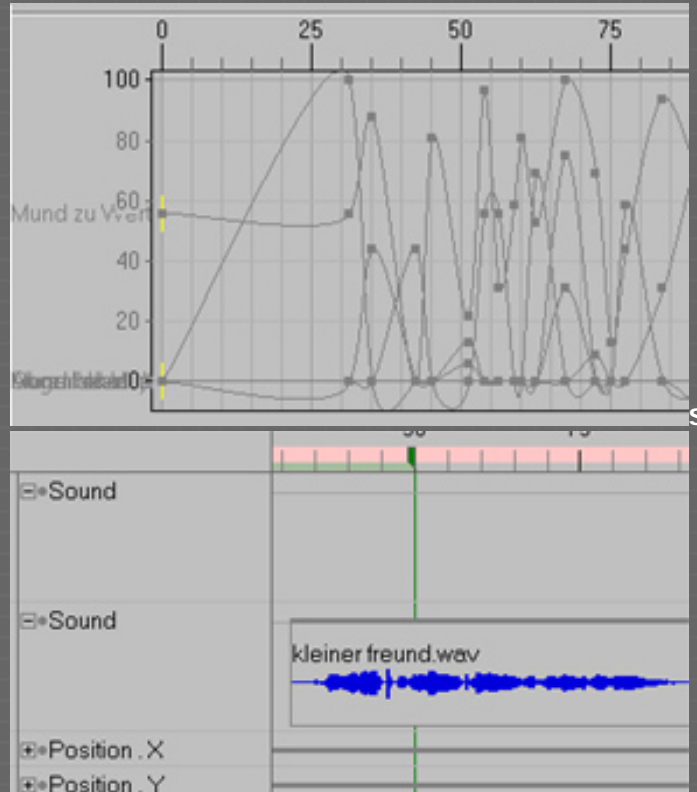 0 25 50 75
100
80
60
Mund zu Wert
40
20
0
s
Sound
Sound
kleiner freund.wav
Position . X
Position . Y